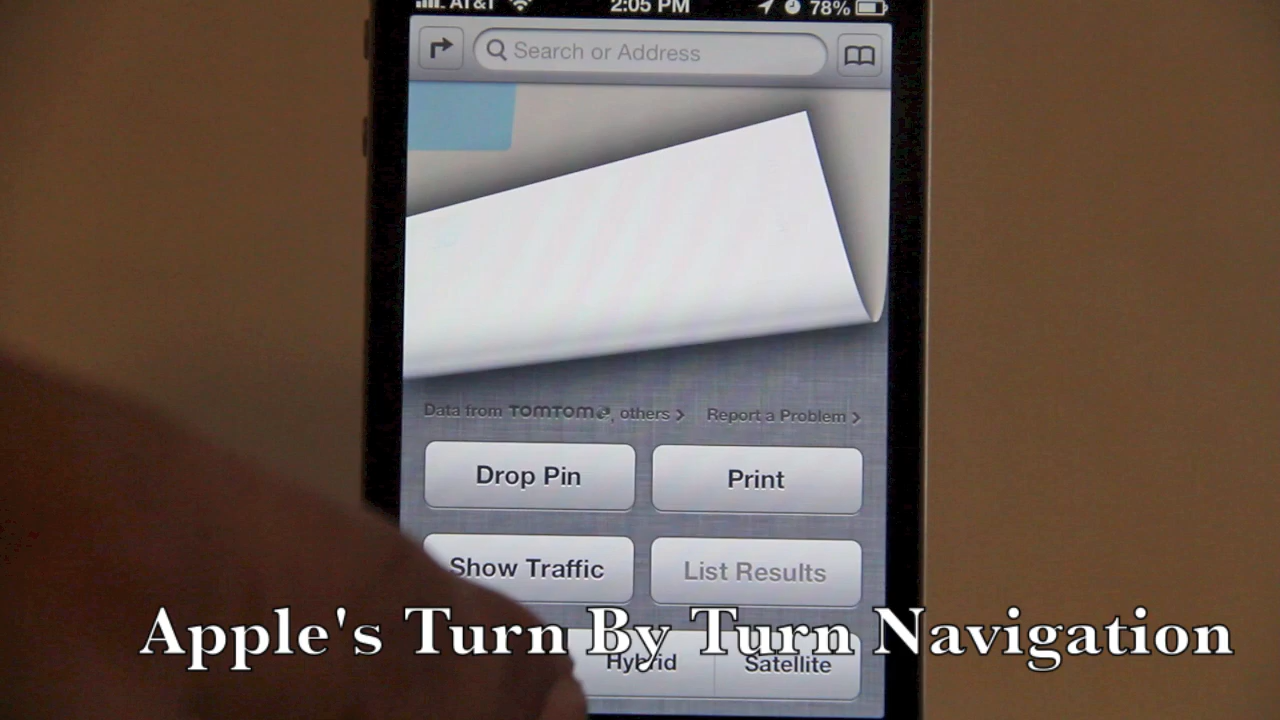 AT&T 2:05 PM 78%
Search or Address
Data from TOMTOM, others Report a Problem
Drop Pin Print
Show Traffic List Results
Hybrid Satellite
Apple's Turn By Turn Navigation